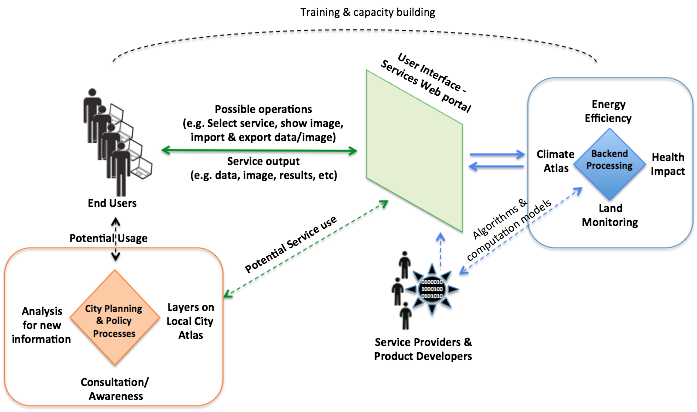 Training & capacity building
User Interface -
Services Web portal
Possible operations
(e.g. Select service, show image,
import & export data/image)
Service output
(e.g. data, image, results, etc)
End Users
Energy
Efficiency
Climate
Atlas
Backend
Processing
Health
Impact
Land
Monitoring
Potential Usage
Potential Service use
Algorithms &
computation models
0100010
1000100
0101010
Service Providers &
Product Developers
City Planning
& Policy
Processes
Analysis
for new
information
Layers on
Local City
Atlas
Consultation/
Awareness